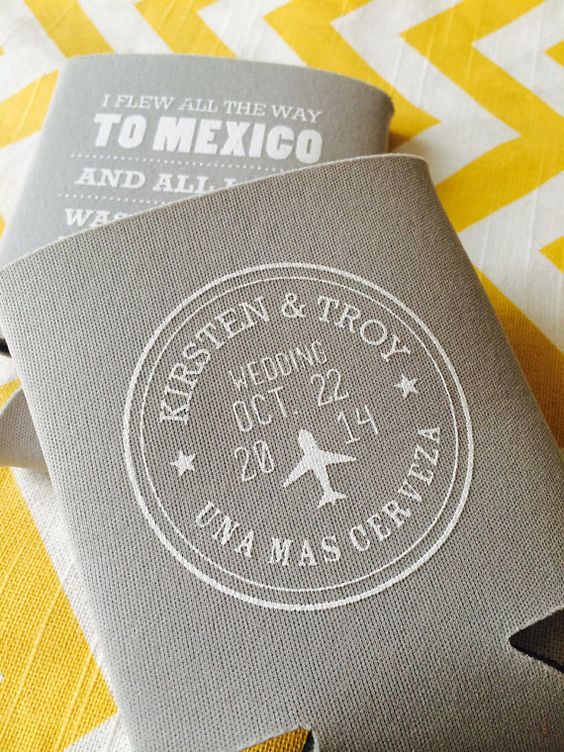 I FLEW ALL THE WAY
TO MEXICO
AND ALL
KIRSTEN & TROY
WEDDING
OCT. 22
20 14
UNA MAS CERVEZA